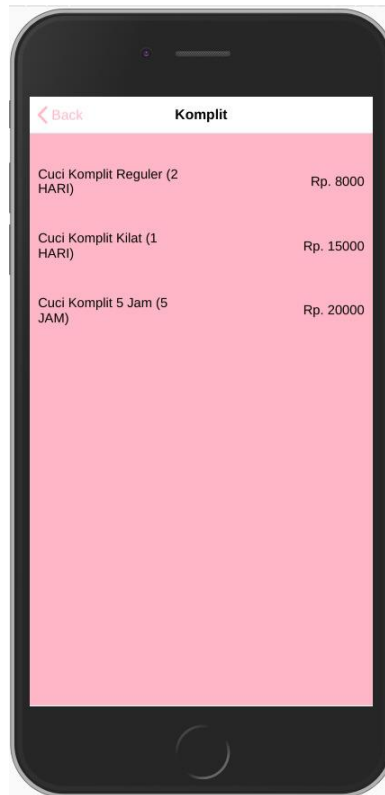 Back
Komplit
Cuci Komplit Reguler (2
HARI)
Rp. 8000
Cuci Komplit Kilat (1
HARI)
Rp. 15000
Cuci Komplit 5 Jam (5
JAM)
Rp. 20000